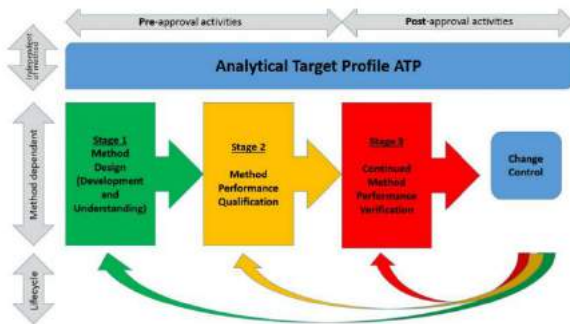 Pre-approval activities
Post-approval activities
Independent of method
Analytical Target Profile ATP
Method dependent
Stage 1
Method
Design
(Development
and
Understanding)
Stage 2
Method
Performance
Qualification
Stage 3
Continued
Method
Performance
Verification
Change
Control
Lifecycle